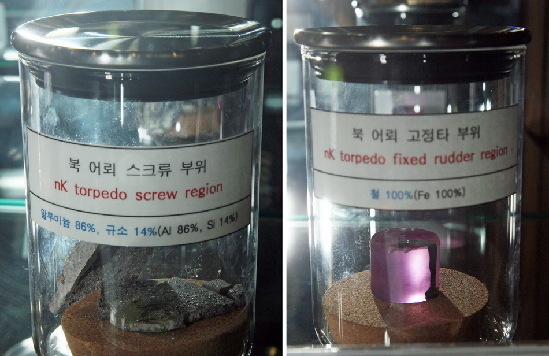 북 어뢰 스크류 부위
nK torpedo screw region
알루미늄 86%, 규소 14%(Al 86%, Si 14%)
북 어뢰 고정타 부위
nK torpedo fixed rudder region
철 100%(Fe 100%)